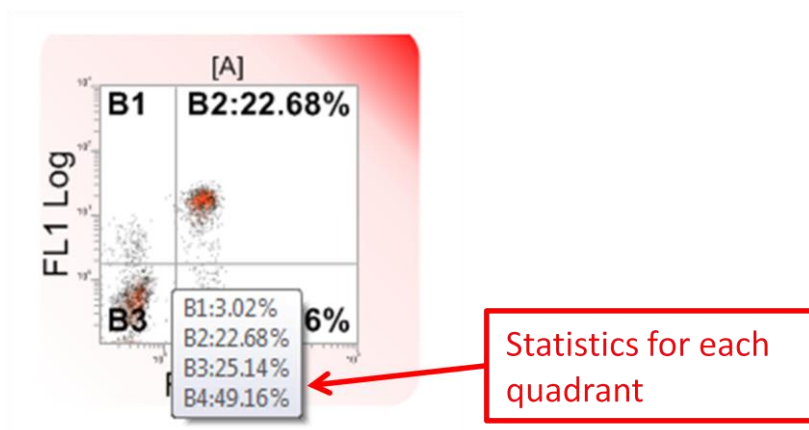 [A]
B1 B2:22.68%
FL1 Log
B3 6%
B1:3.02%
B2:22.68%
B3:25.14%
B4:49.16%
F
Statistics for each
quadrant